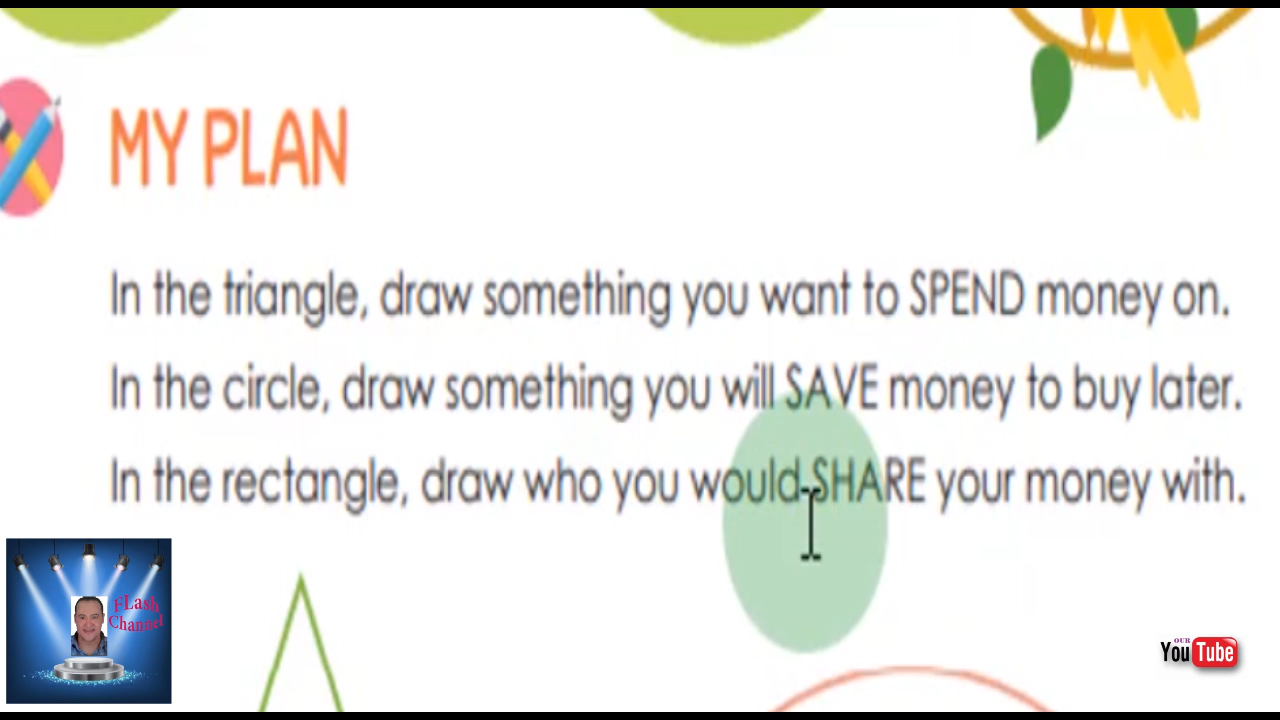 MY PLAN
In the triangle, draw something you want to SPEND money on.
In the circle, draw something you will SAVE money to buy later.
In the rectangle, draw who you would SHARE your money with.
FLash
Channel
OUR
YouTube